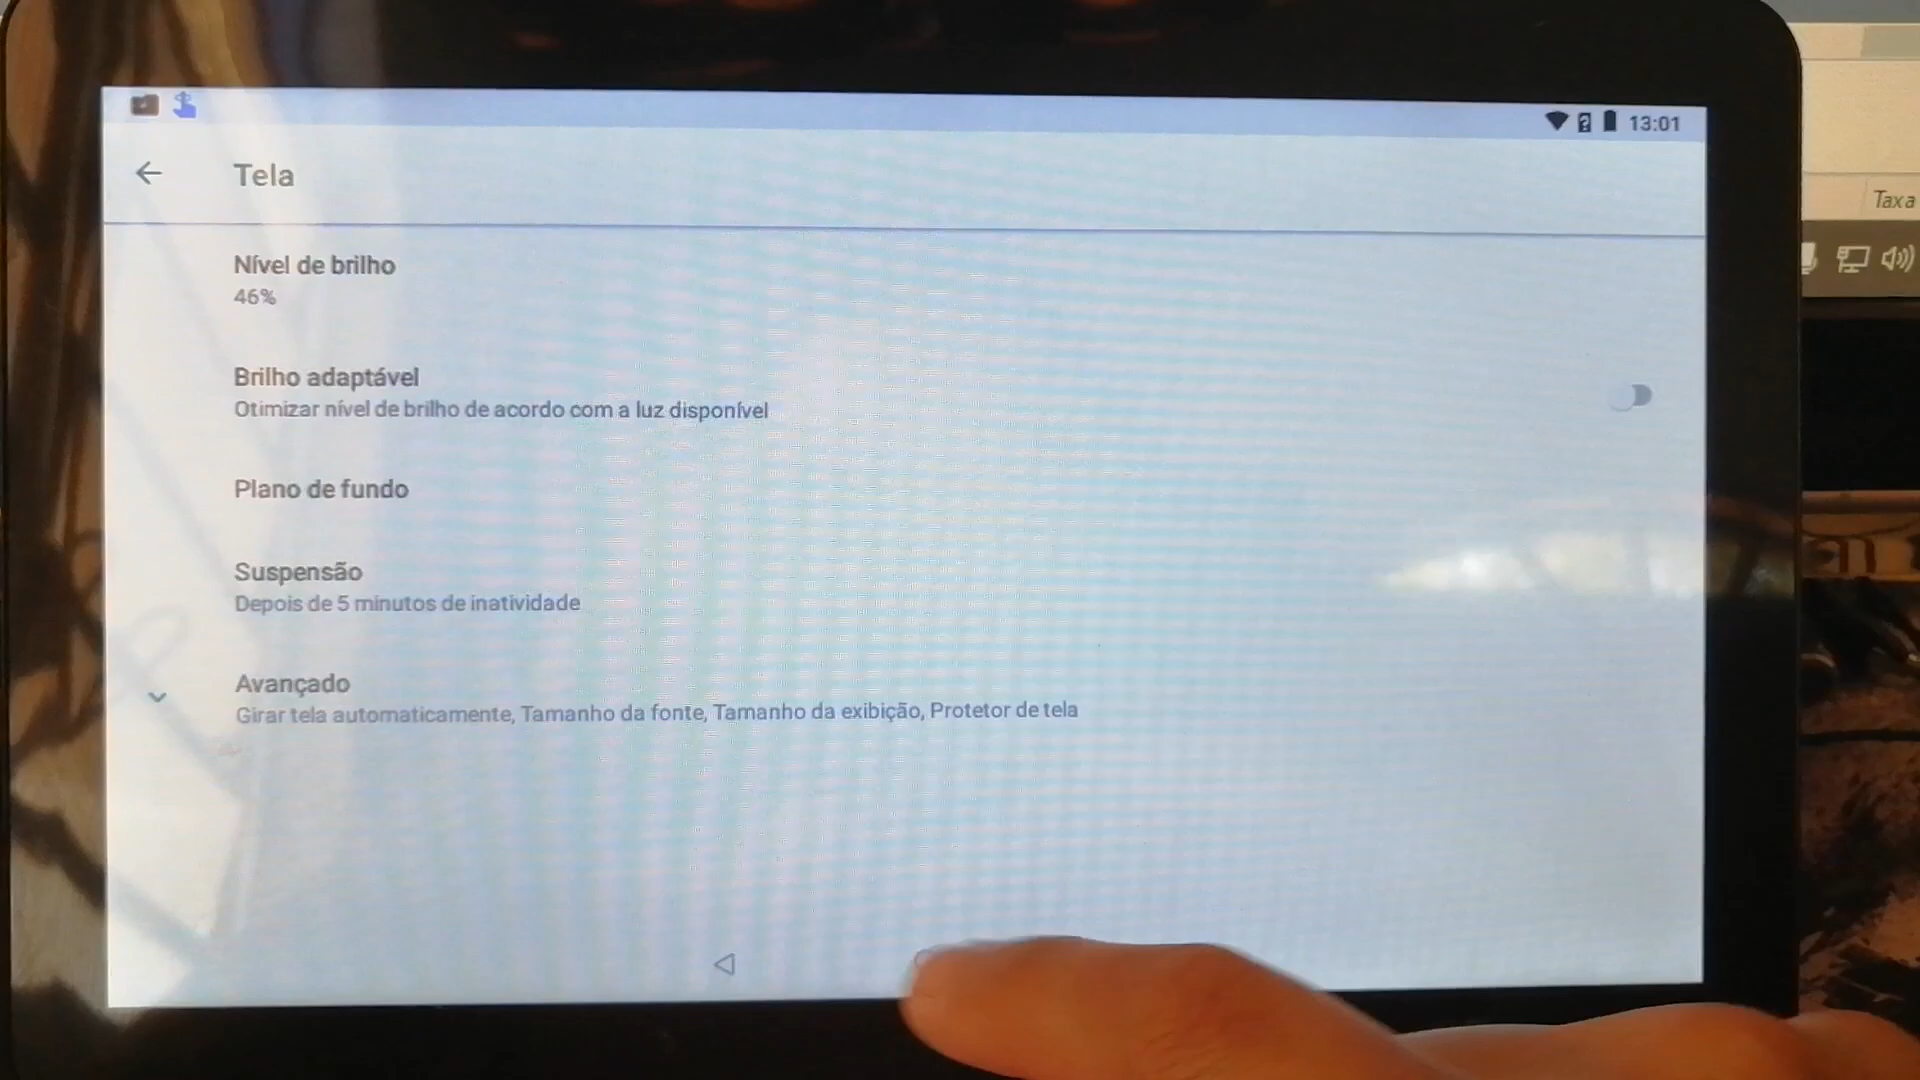 13:01
Taxa
Tela
Nível de brilho
46%
Brilho adaptável
Otimizar nível de brilho de acordo com a luz disponível
Plano de fundo
Suspensão
Depois de 5 minutos de inatividade
Avançado
Girar tela automaticamente, Tamanho da fonte, Tamanho da exibição, Protetor de tela